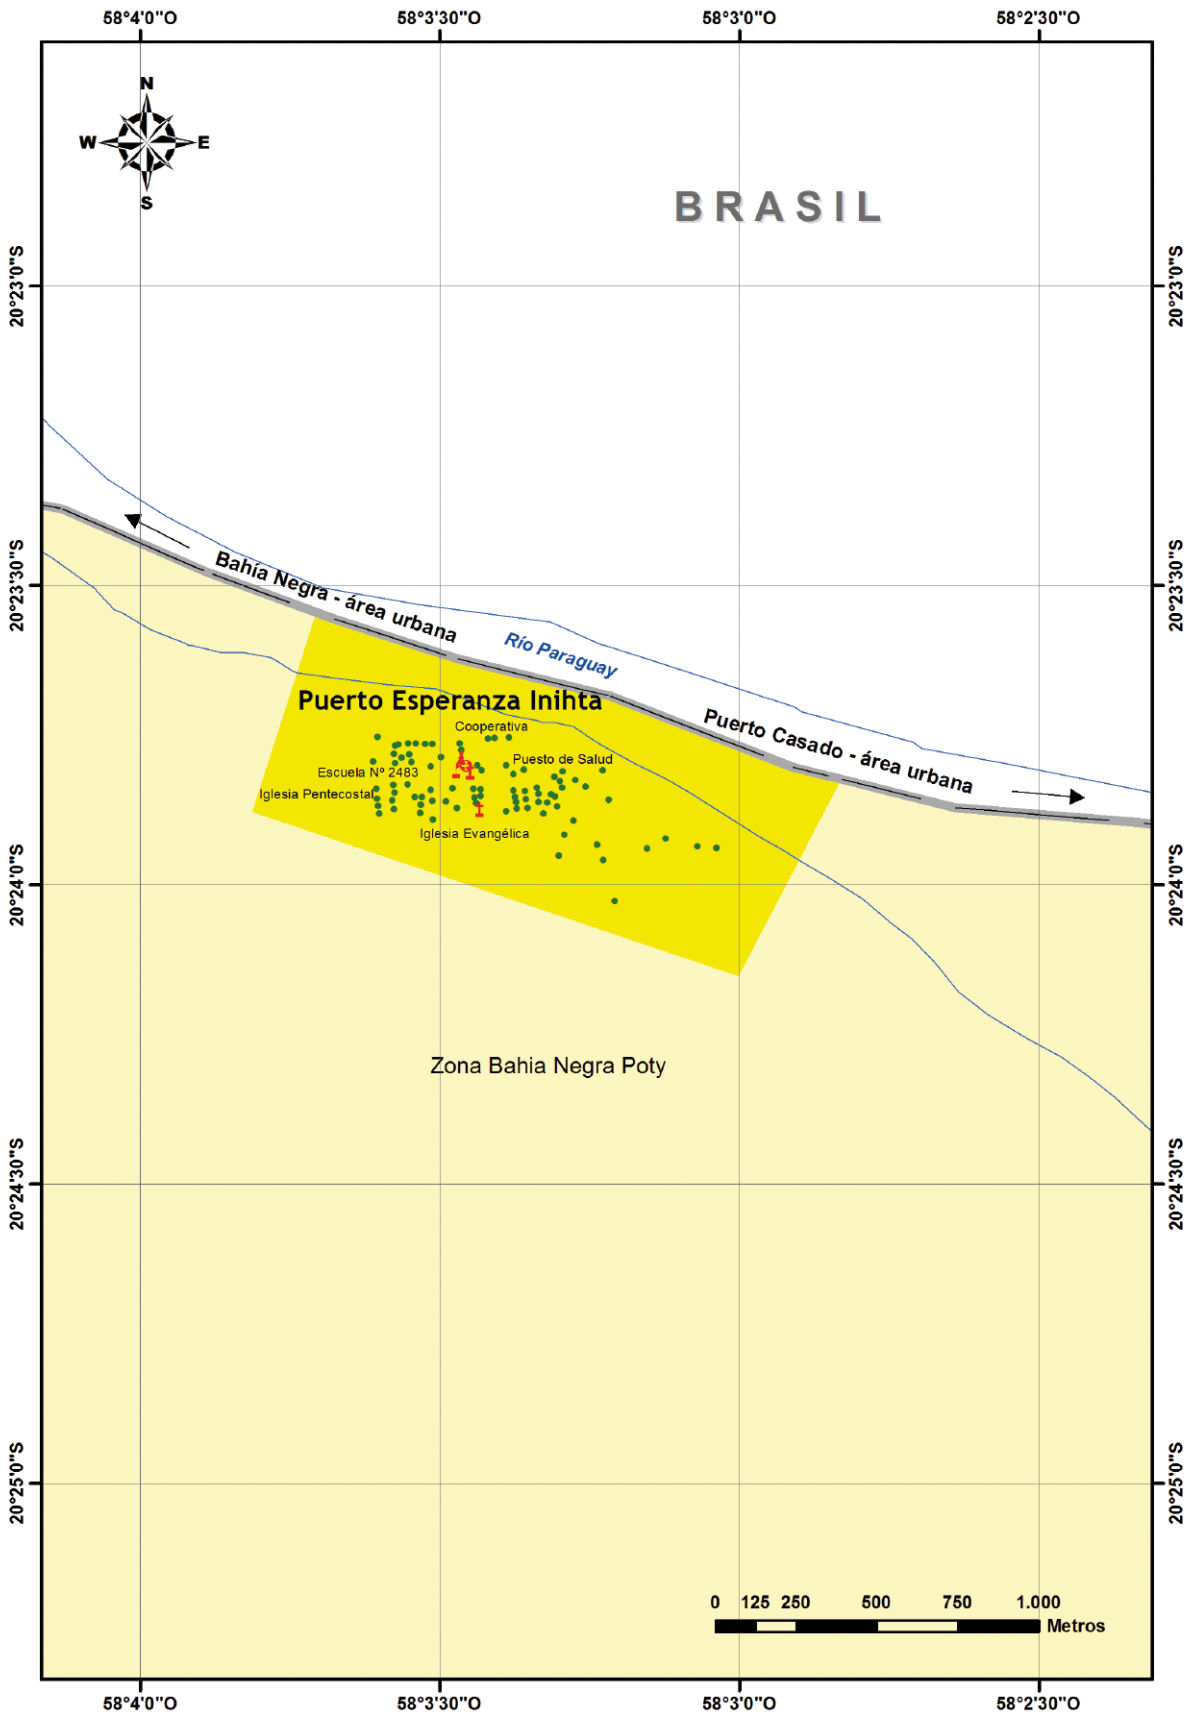 58°4'0"O 58°3'30"O 58°3'0"O 58°2'30"O
N
W E
S
BRASIL
20°23'0"S 20°23'0"S
20°23'30"S 20°23'30"S
Bahía Negra - área urbana
Río Paraguay
Puerto Esperanza Inihta
Puerto Casado - área urbana
Cooperativa
Puesto de Salud
Escuela Nº 2483
Iglesia Pentecostal
Iglesia Evangélica
20°24'0"S 20°24'0"S
Zona Bahia Negra Poty
20°24'30"S 20°24'30"S
20°25'0"S 20°25'0"S
0 125 250 500 750 1.000
Metros
58°4'0"O 58°3'30"O 58°3'0"O 58°2'30"O